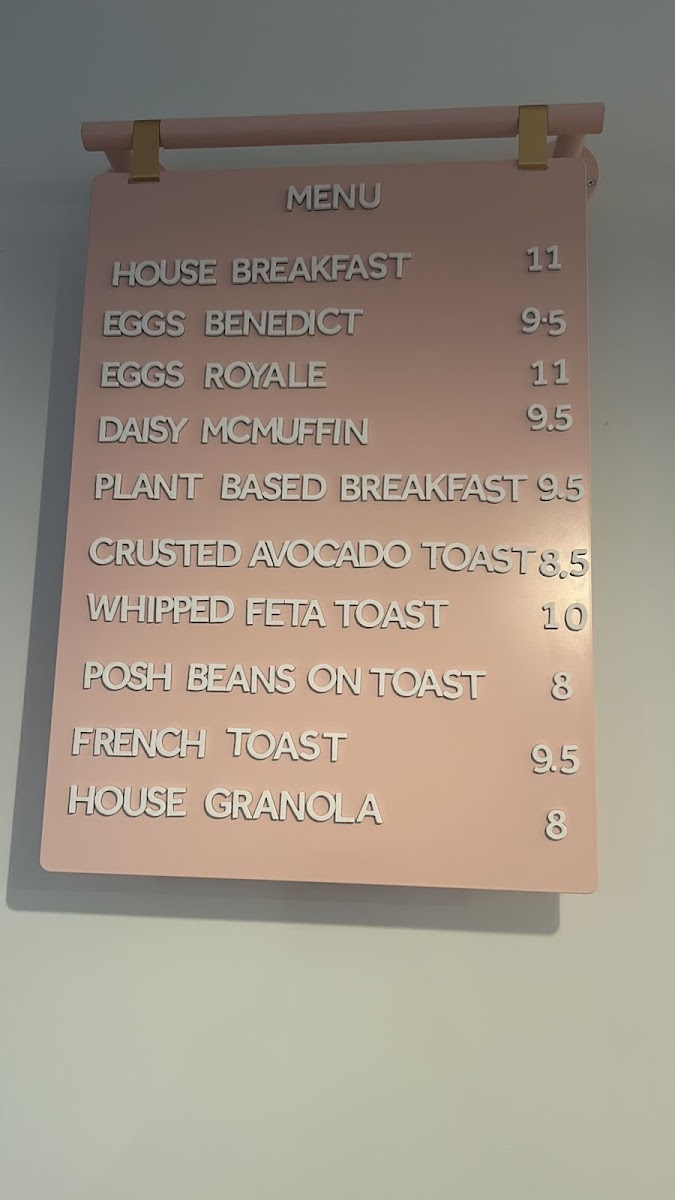 MENU
HOUSE BREAKFAST 11
EGGS BENEDICT 9.5
EGGS ROYALE 11
DAISY MCMUFFIN 9.5
PLANT BASED BREAKFAST 9.5
CRUSTED AVOCADO TOAST 8.5
WHIPPED FETA TOAST 10
POSH BEANS ON TOAST 8
FRENCH TOAST 9.5
HOUSE GRANOLA 8